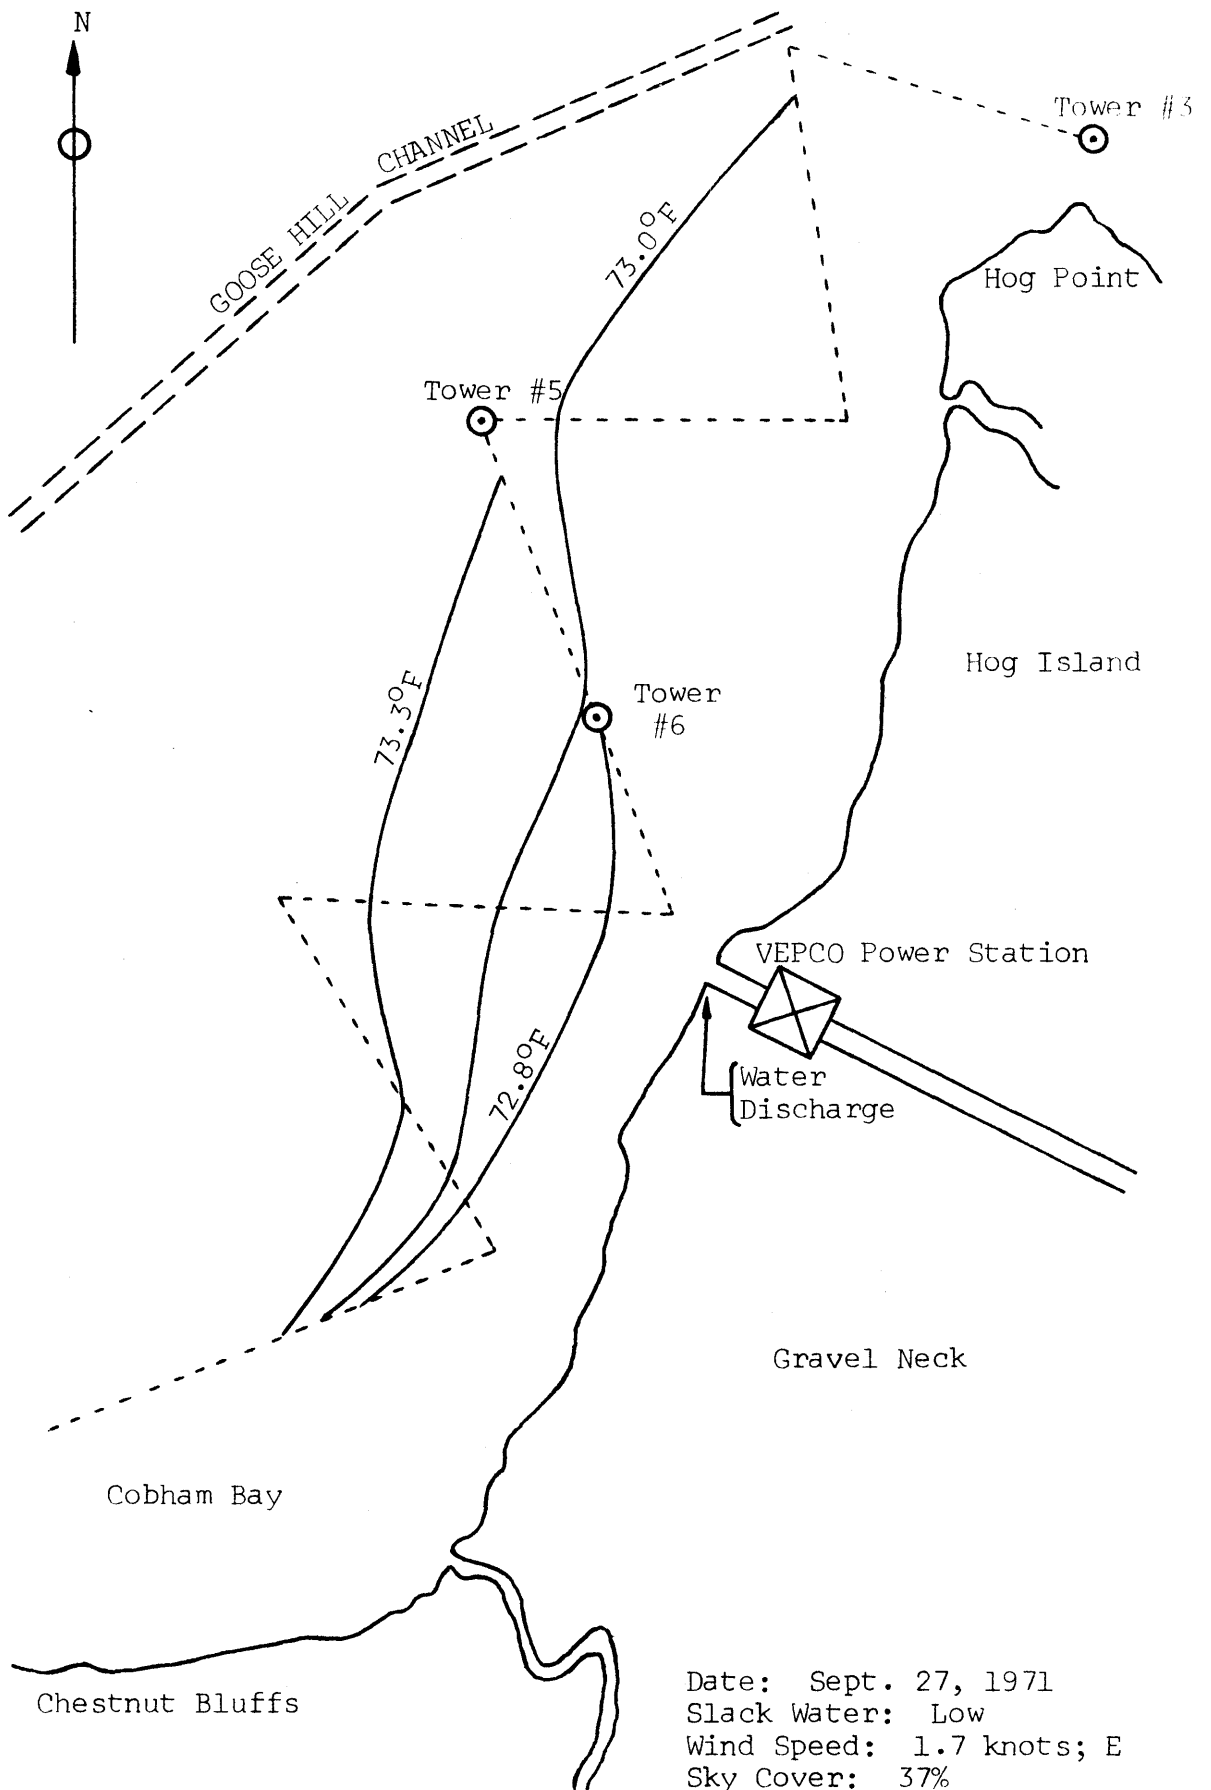 N
Tower #3
GOOSE HILL CHANNEL
73.0°F
Hog Point
Tower #5
Hog Island
73.3°F
Tower
#6
VEPCO Power Station
72.8°F
Water
Discharge
Gravel Neck
Cobham Bay
Chestnut Bluffs
Date: Sept. 27, 1971
Slack Water: Low
Wind Speed: 1.7 knots; E
Sky Cover: 37%